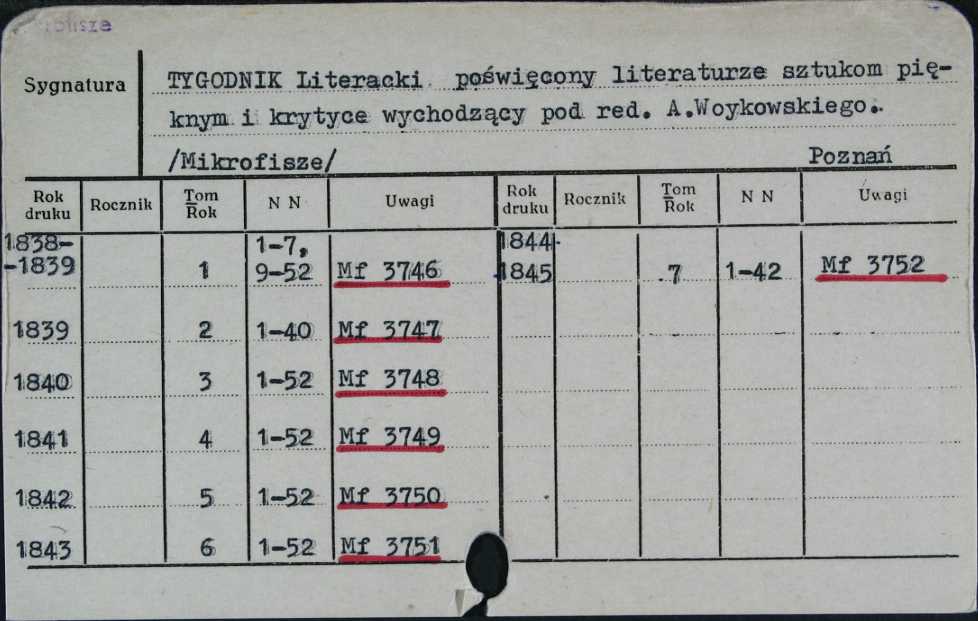 Sygnatura
TYGODNIK Literacki poświęcony literaturze sztukom pię-
knym i krytyce wychodzący pod red. A.Woykowskiego.
/Mikrofisze/ Poznań
Rok druku Rocznik Tom Rok N N Uwagi Rok druku Rocznik Tom Rok N N Uwagi
1838- 1-7, 1844-
-1839 1 9-52 Mf 3746 1845 7 1-42 Mf 3752
1839 2 1-40 Mf 3747
1840 3 1-52 Mf 3748
1841 4 1-52 Mf 3749
1842 5 1-52 Mf 3750
1843 6 1-52 Mf 3751